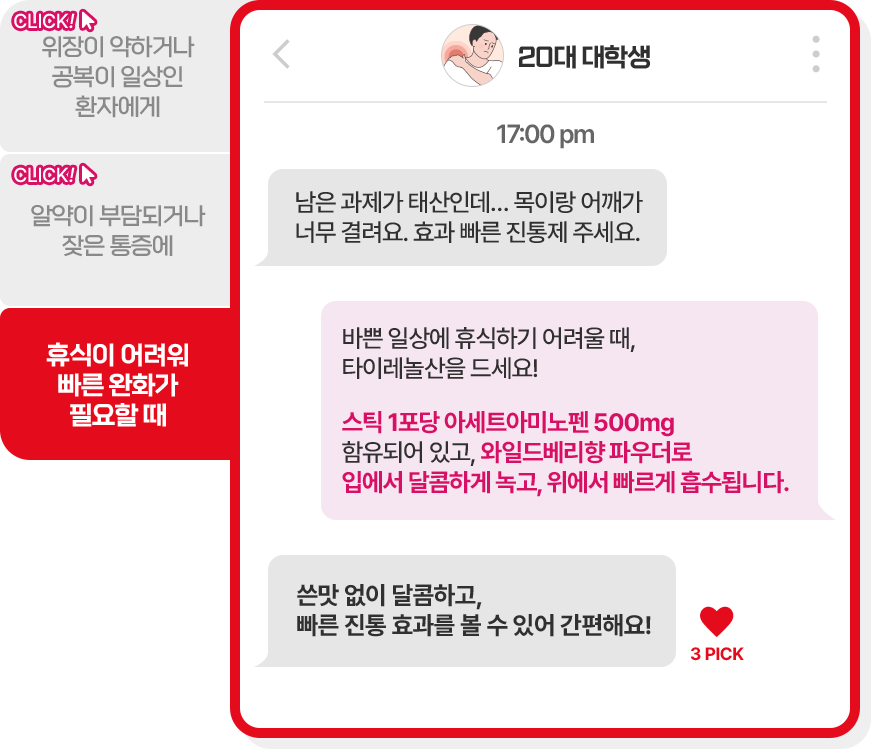 CLICK!
위장이 약하거나
공복이 일상인
환자에게
CLICK!
알약이 부담되거나
잦은 통증에
휴식이 어려워
빠른 완화가
필요할 때
20대 대학생
17:00 pm
남은 과제가 태산인데... 목이랑 어깨가
너무 결려요. 효과 빠른 진통제 주세요.
바쁜 일상에 휴식하기 어려울 때,
타이레놀산을 드세요!
스틱 1포당 아세트아미노펜 500mg
함유되어 있고, 와일드베리향 파우더로
입에서 달콤하게 녹고, 위에서 빠르게 흡수됩니다.
쓴맛 없이 달콤하고,
빠른 진통 효과를 볼 수 있어 간편해요!
3 PICK